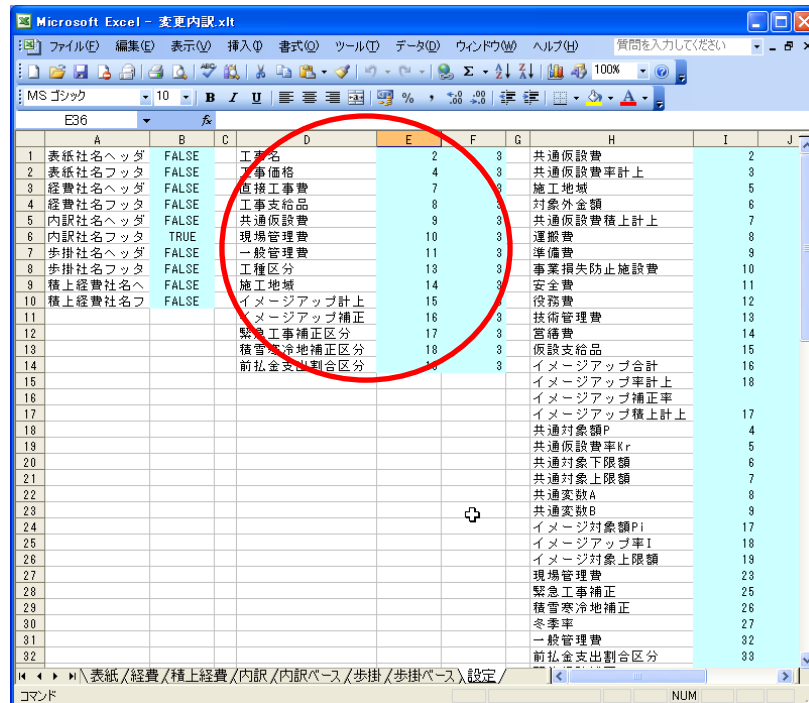 Microsoft Excel - 変更内訳.xlt
ファイル(F) 編集(E) 表示(V) 挿入(I) 書式(O) ツール(T) データ(D) ウィンドウ(W) ヘルプ(H) 質問を入力してください
100%
MS ゴシック 10 B I U
E36 fx
A B C D E F G H I J
1 表紙社名ヘッダ FALSE 工事名 2 3 共通仮設費 2
2 表紙社名フッタ FALSE 工事価格 4 3 共通仮設費率計上 3
3 経費社名ヘッダ FALSE 直接工事費 7 3 施工地域 5
4 経費社名フッタ FALSE 工事支給品 8 3 対象外金額 6
5 内訳社名ヘッダ FALSE 共通仮設費 9 3 共通仮設費積上計上 7
6 内訳社名フッタ TRUE 現場管理費 10 3 運搬費 8
7 歩掛社名ヘッダ FALSE 一般管理費 11 3 準備費 9
8 歩掛社名フッタ FALSE 工種区分 13 3 事業損失防止施設費 10
9 積上経費社名ヘ FALSE 施工地域 14 3 安全費 11
10 積上経費社名フ FALSE イメージアップ計上 15 3 役務費 12
11 イメージアップ補正 16 3 技術管理費 13
12 緊急工事補正区分 17 3 営繕費 14
13 積雪寒冷地補正区分 18 3 仮設支給品 15
14 前払金支出割合区分 3 イメージアップ合計 16
15 イメージアップ率計上 18
16 イメージアップ補正率
17 イメージアップ積上計上 17
18 共通対象額P 4
19 共通仮設費率Kr 5
20 共通対象下限額 6
21 共通対象上限額 7
22 共通変数A 8
23 共通変数B 9
24 イメージ対象額Pi 17
25 イメージアップ率I 18
26 イメージ対象上限額 19
27 現場管理費 23
28 緊急工事補正 25
29 積雪寒冷地補正 26
30 冬季率 27
31 一般管理費 32
32 前払金支出割合区分 33
表紙 / 経費 / 積上経費 / 内訳 / 内訳ベース / 歩掛 / 歩掛ベース \ 設定 /
コマンド NUM